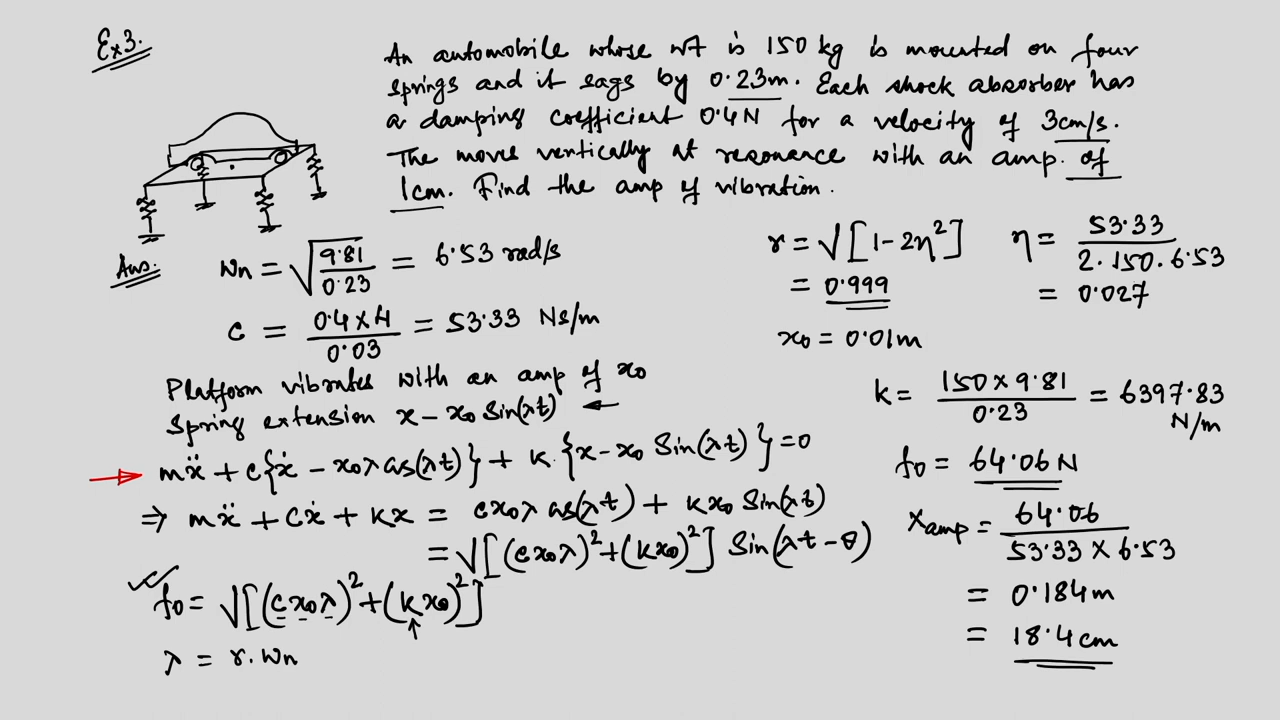 Ex3.
An automobile whose wt is 150 kg is mounted on four
springs and it sags by 0.23m. Each shock absorber has
a damping coefficient 0.4N for a velocity of 3cm/s.
The moves vertically at resonance with an amp. of
1cm. Find the amp of vibration.
Ans.
ωn = √(9.81/0.23) = 6.53 rad/s
c = (0.4×4)/0.03 = 53.33 Ns/m
Platform vibrates with an amp of x₀
spring extension x - x₀ Sin(λt) ←
→ mẍ + c{ẋ - x₀λ cos(λt)} + k {x - x₀ Sin(λt)} = 0
⇒ mẍ + cẋ + kx = cx₀λ cos(λt) + kx₀ Sin(λt)
= √[(cx₀λ)² + (kx₀)²] Sin(λt - θ)
f₀ = √[(cx₀λ)² + (kx₀)²]
λ = r.ωn
r = √[1 - 2η²]
= 0.999
η = 53.33/(2.150.6.53)
= 0.027
x₀ = 0.01m
k = (150×9.81)/0.23 = 6397.83
N/m
f₀ = 64.06 N
xamp = 64.06/(53.33 × 6.53)
= 0.184m
= 18.4cm